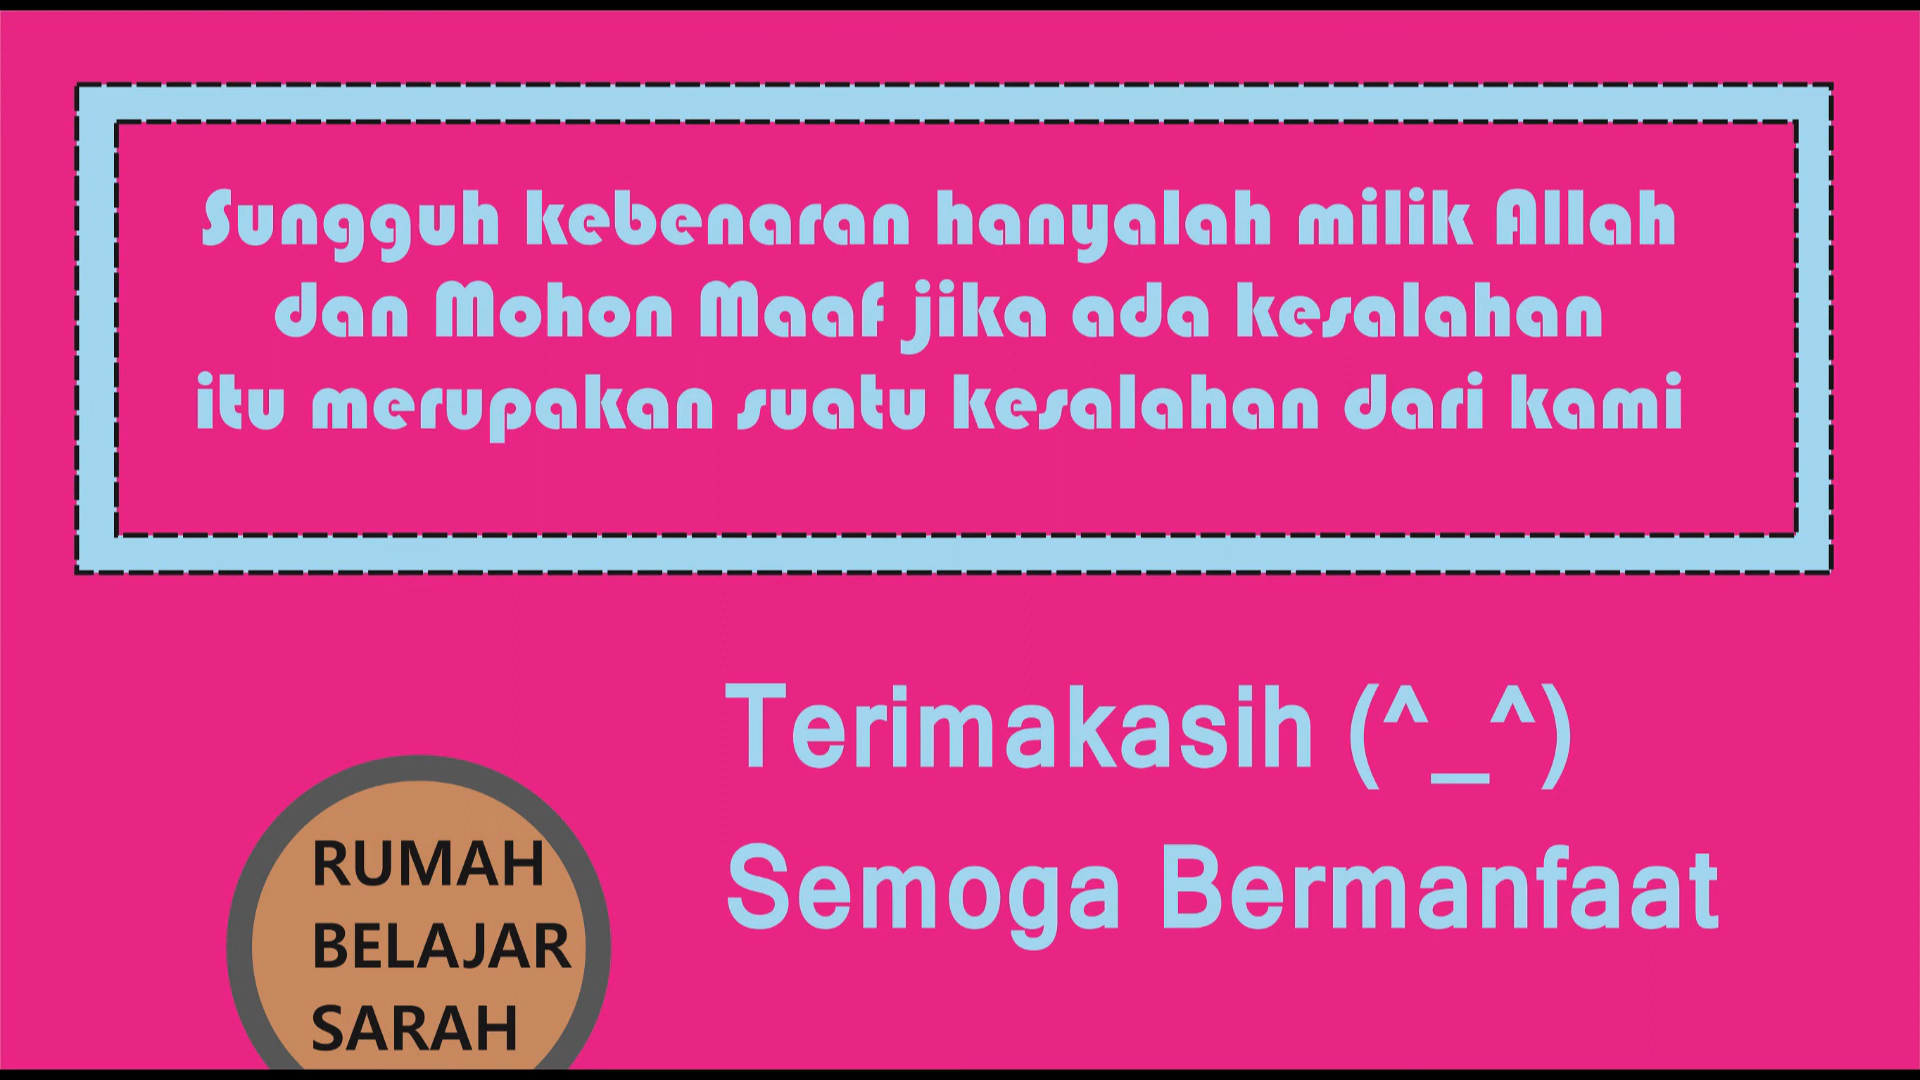 Sungguh kebenaran hanyalah milik Allah
dan Mohon Maaf jika ada kesalahan
itu merupakan suatu kesalahan dari kami
Terimakasih (^_^)
Semoga Bermanfaat
RUMAH
BELAJAR
SARAH